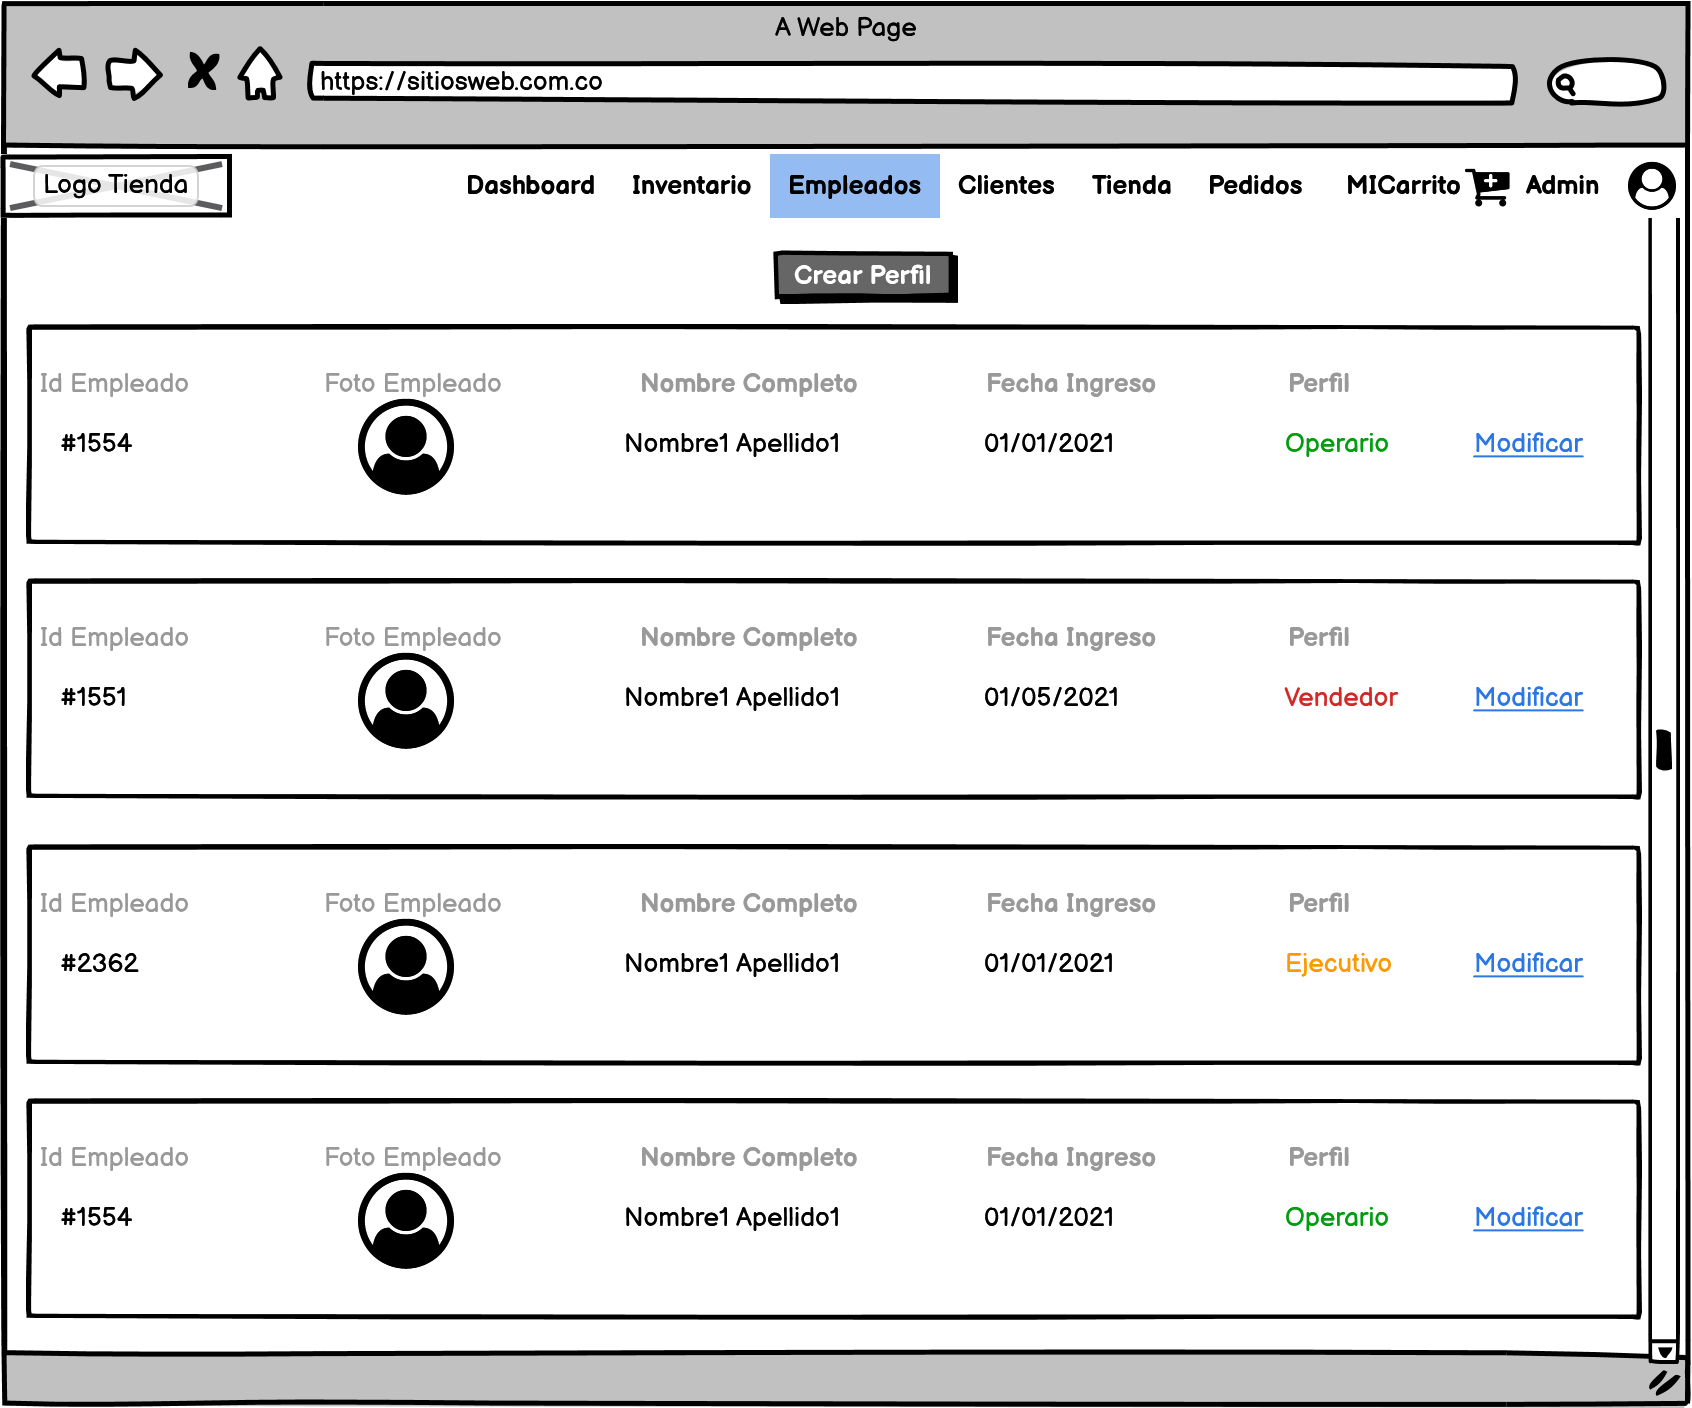 A Web Page
https://sitiosweb.com.co
Logo Tienda Dashboard Inventario Empleados Clientes Tienda Pedidos MICarrito Admin
Crear Perfil
Id Empleado Foto Empleado Nombre Completo Fecha Ingreso Perfil
#1554 Nombre1 Apellido1 01/01/2021 Operario Modificar
Id Empleado Foto Empleado Nombre Completo Fecha Ingreso Perfil
#1551 Nombre1 Apellido1 01/05/2021 Vendedor Modificar
Id Empleado Foto Empleado Nombre Completo Fecha Ingreso Perfil
#2362 Nombre1 Apellido1 01/01/2021 Ejecutivo Modificar
Id Empleado Foto Empleado Nombre Completo Fecha Ingreso Perfil
#1554 Nombre1 Apellido1 01/01/2021 Operario Modificar